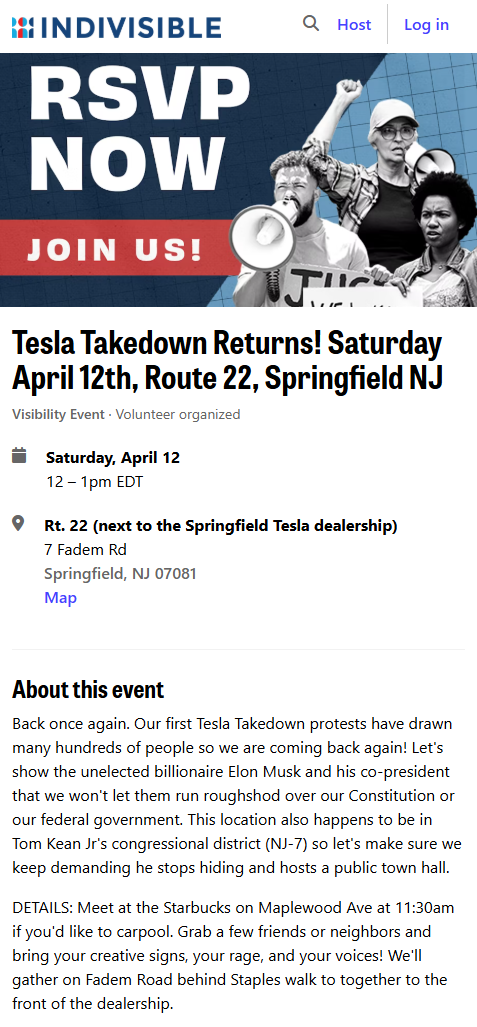 INDIVISIBLE
Host
Log in
RSVP
NOW
JOIN US!
JUS
Tesla Takedown Returns! Saturday
April 12th, Route 22, Springfield NJ
Visibility Event · Volunteer organized
Saturday, April 12
12 – 1pm EDT
Rt. 22 (next to the Springfield Tesla dealership)
7 Fadem Rd
Springfield, NJ 07081
Map
About this event
Back once again. Our first Tesla Takedown protests have drawn
many hundreds of people so we are coming back again! Let's
show the unelected billionaire Elon Musk and his co-president
that we won't let them run roughshod over our Constitution or
our federal government. This location also happens to be in
Tom Kean Jr's congressional district (NJ-7) so let's make sure we
keep demanding he stops hiding and hosts a public town hall.
DETAILS: Meet at the Starbucks on Maplewood Ave at 11:30am
if you'd like to carpool. Grab a few friends or neighbors and
bring your creative signs, your rage, and your voices! We'll
gather on Fadem Road behind Staples walk to together to the
front of the dealership.